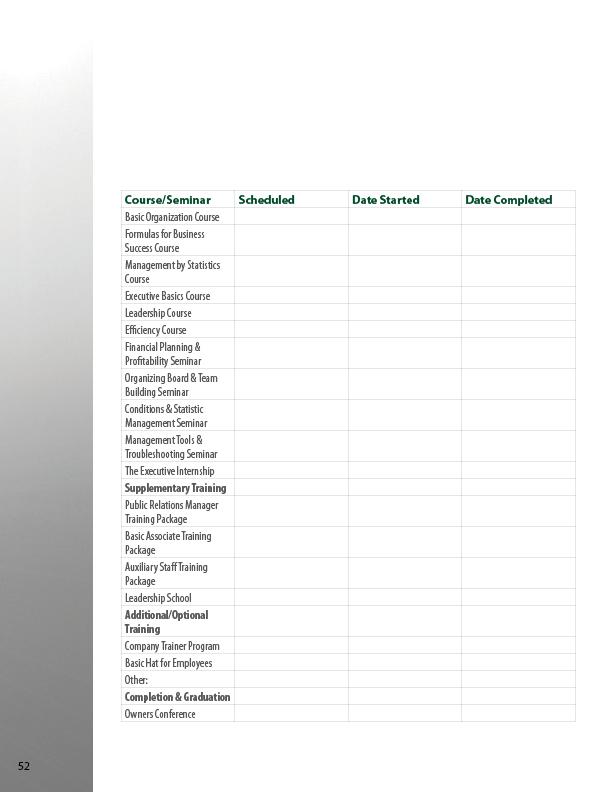 Course/Seminar Scheduled Date Started Date Completed
Basic Organization Course
Formulas for Business
Success Course
Management by Statistics
Course
Executive Basics Course
Leadership Course
Efficiency Course
Financial Planning &
Profitability Seminar
Organizing Board & Team
Building Seminar
Conditions & Statistic
Management Seminar
Management Tools &
Troubleshooting Seminar
The Executive Internship
Supplementary Training
Public Relations Manager
Training Package
Basic Associate Training
Package
Auxiliary Staff Training
Package
Leadership School
Additional/Optional
Training
Company Trainer Program
Basic Hat for Employees
Other:
Completion & Graduation
Owners Conference
52